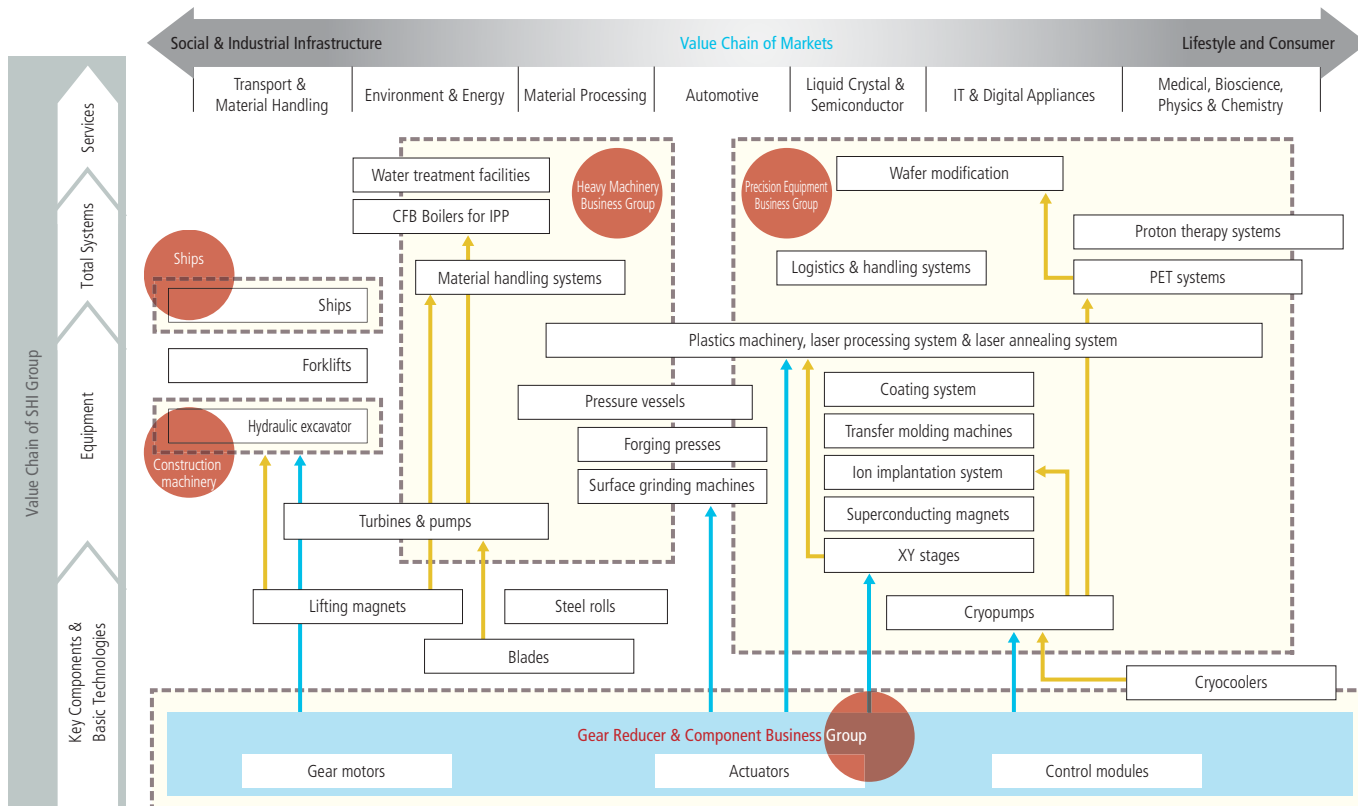 Social & Industrial Infrastructure
Value Chain of Markets
Lifestyle and Consumer
Transport &
Material Handling
Environment & Energy
Material Processing
Automotive
Liquid Crystal &
Semiconductor
IT & Digital Appliances
Medical, Bioscience,
Physics & Chemistry
Value Chain of SHI Group
Services
Total Systems
Equipment
Key Components &
Basic Technologies
Water treatment facilities
CFB Boilers for IPP
Heavy Machinery
Business Group
Material handling systems
Ships
Ships
Forklifts
Hydraulic excavator
Construction
machinery
Precision Equipment
Business Group
Wafer modification
Proton therapy systems
Logistics & handling systems
PET systems
Plastics machinery, laser processing system & laser annealing system
Pressure vessels
Forging presses
Surface grinding machines
Coating system
Transfer molding machines
Ion implantation system
Superconducting magnets
XY stages
Turbines & pumps
Lifting magnets
Steel rolls
Blades
Cryopumps
Cryocoolers
Gear Reducer & Component Business Group
Gear motors
Actuators
Control modules